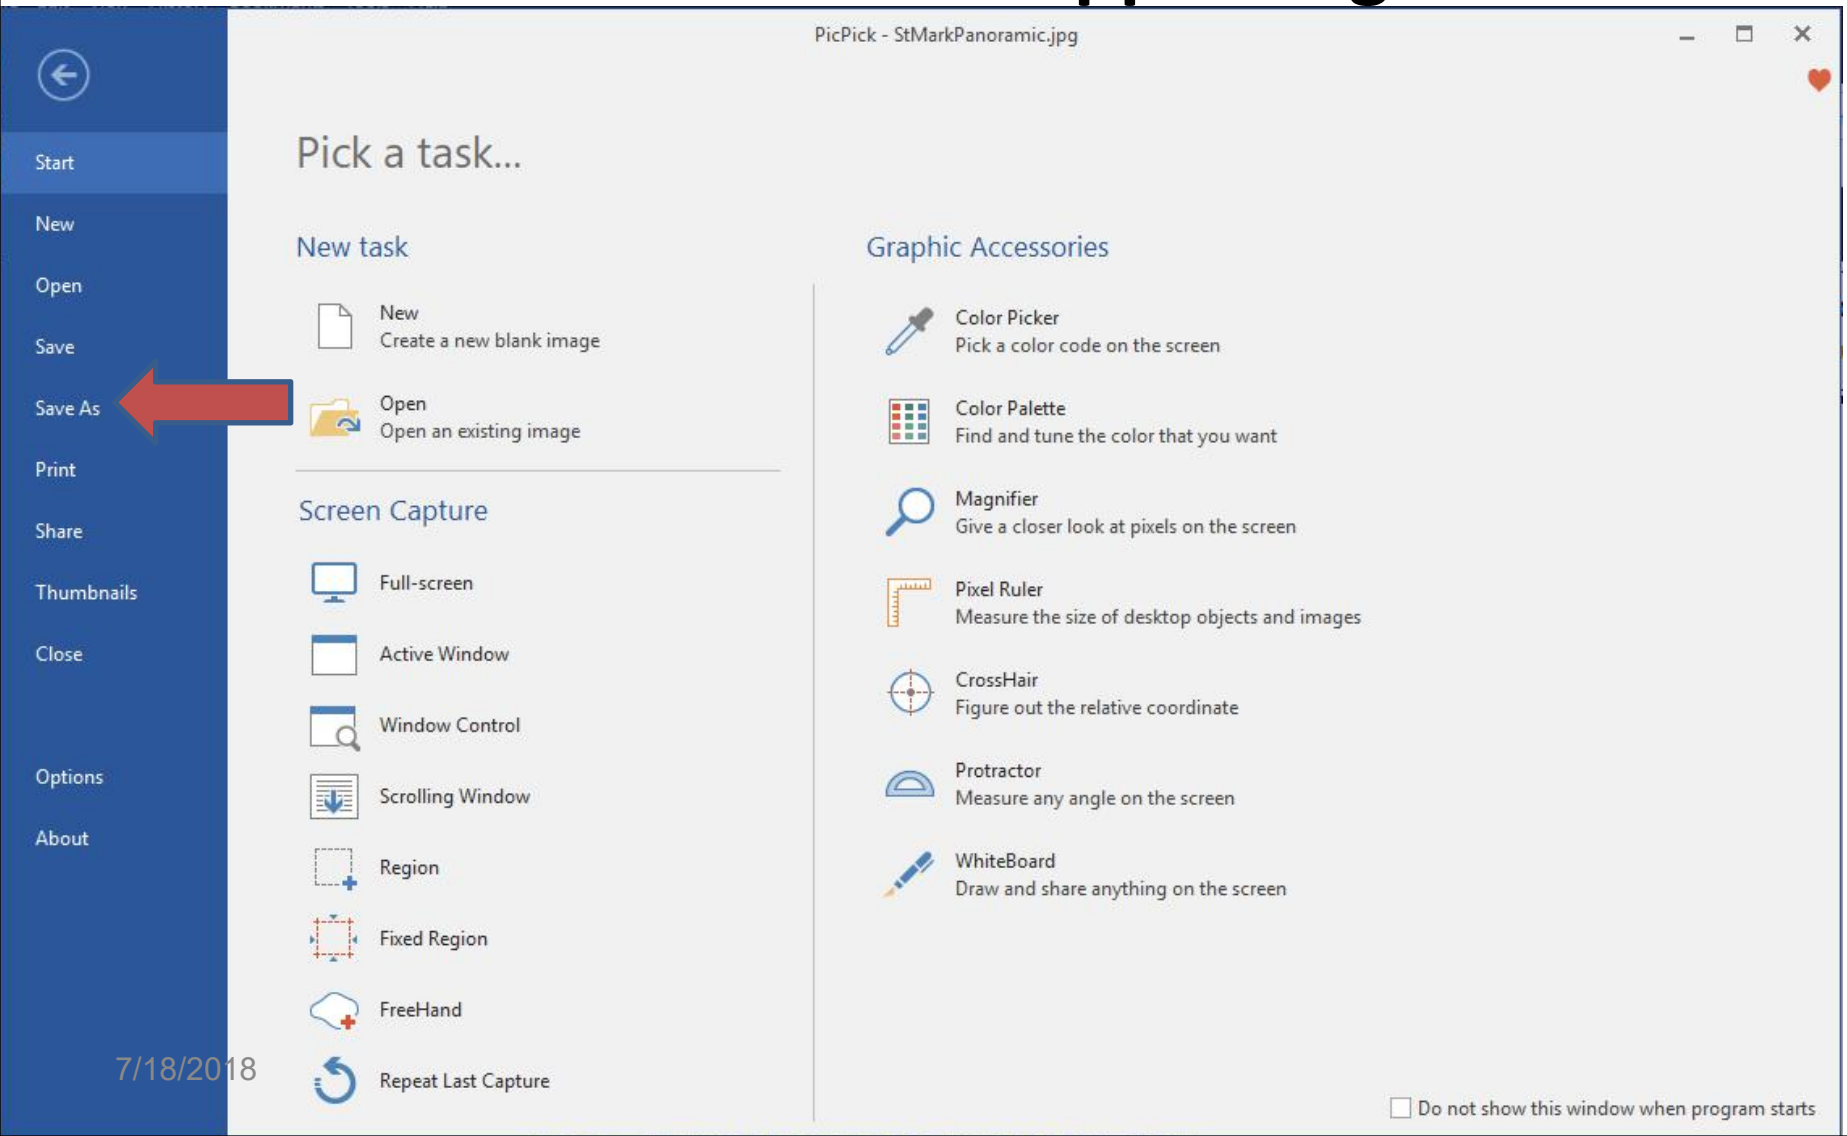 PicPick - StMarkPanoramic.jpg
Start
New
Open
Save
Save As
Print
Share
Thumbnails
Close
Options
About
Pick a task...
New task
New
Create a new blank image
Open
Open an existing image
Screen Capture
Full-screen
Active Window
Window Control
Scrolling Window
Region
Fixed Region
FreeHand
Repeat Last Capture
Graphic Accessories
Color Picker
Pick a color code on the screen
Color Palette
Find and tune the color that you want
Magnifier
Give a closer look at pixels on the screen
Pixel Ruler
Measure the size of desktop objects and images
CrossHair
Figure out the relative coordinate
Protractor
Measure any angle on the screen
WhiteBoard
Draw and share anything on the screen
7/18/2018
Do not show this window when program starts